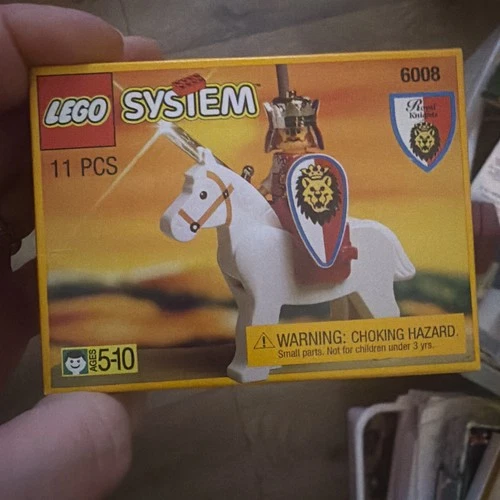 LEGO SYSTEM
6008
Royal
Knights
11 PCS
WARNING: CHOKING HAZARD.
Small parts. Not for children under 3 yrs.
AGES 5-10